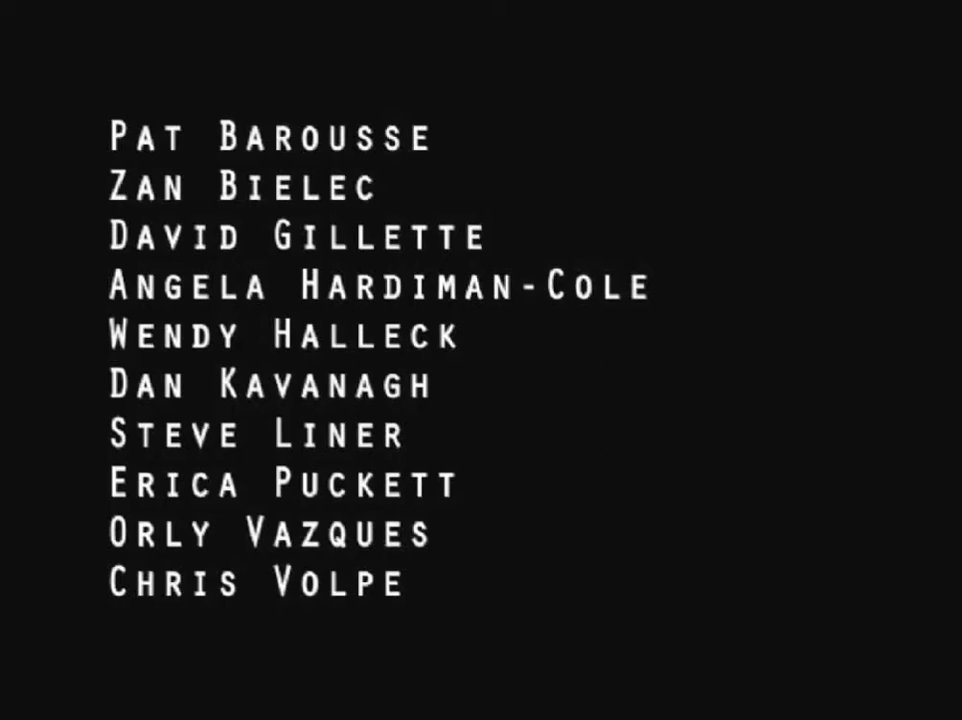 Pat Barousse
Zan Bielec
David Gillette
Angela Hardiman-Cole
Wendy Halleck
Dan Kavanagh
Steve Liner
Erica Puckett
Orly Vazques
Chris Volpe